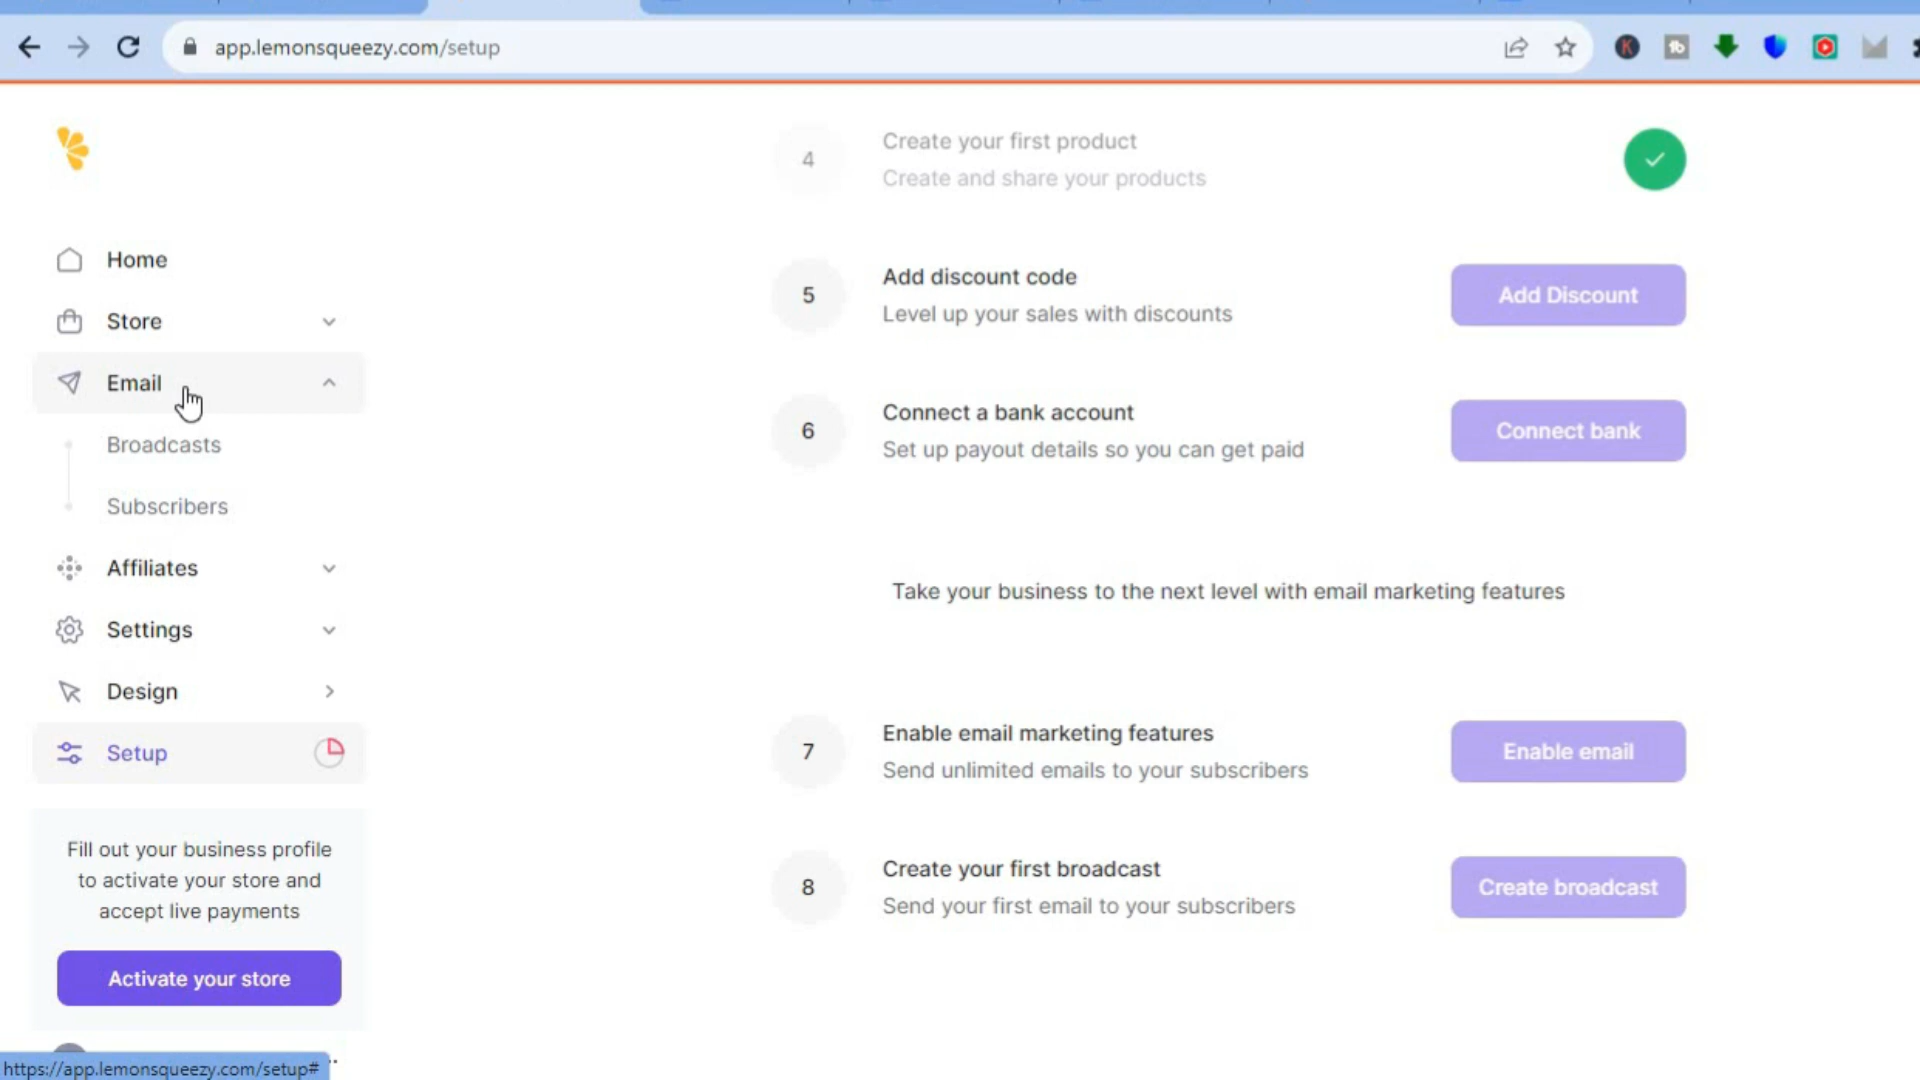 app.lemonsqueezy.com/setup
K
tb
Home
Store
Email
Broadcasts
Subscribers
Affiliates
Settings
Design
Setup
Fill out your business profile
to activate your store and
accept live payments
Activate your store
4
Create your first product
Create and share your products
5
Add discount code
Level up your sales with discounts
Add Discount
6
Connect a bank account
Set up payout details so you can get paid
Connect bank
Take your business to the next level with email marketing features
7
Enable email marketing features
Send unlimited emails to your subscribers
Enable email
8
Create your first broadcast
Send your first email to your subscribers
Create broadcast
https://app.lemonsqueezy.com/setup#